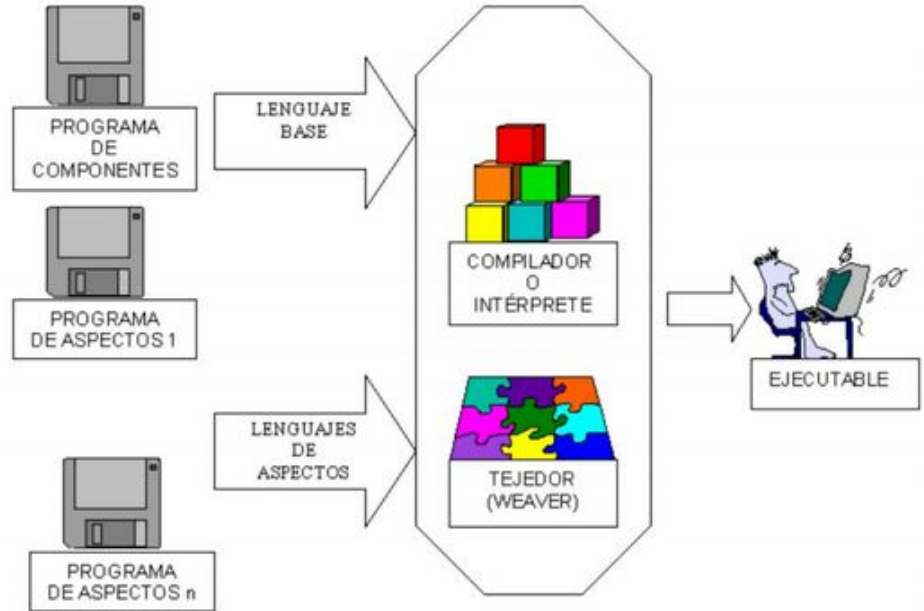 PROGRAMA
DE
COMPONENTES
LENGUAJE
BASE
PROGRAMA
DE ASPECTOS 1
COMPILADOR
O
INTÉRPRETE
EJECUTABLE
LENGUAJES
DE
ASPECTOS
TEJEDOR
(WEAVER)
PROGRAMA
DE ASPECTOS n